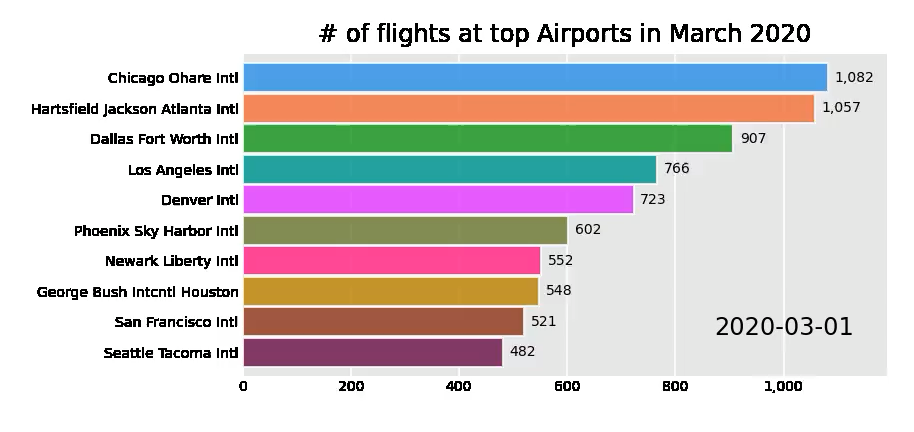 # of flights at top Airports in March 2020
Chicago Ohare Intl 1,082
Hartsfield Jackson Atlanta Intl 1,057
Dallas Fort Worth Intl 907
Los Angeles Intl 766
Denver Intl 723
Phoenix Sky Harbor Intl 602
Newark Liberty Intl 552
George Bush Intcntl Houston 548
San Francisco Intl 521
Seattle Tacoma Intl 482
2020-03-01
0 200 400 600 800 1,000